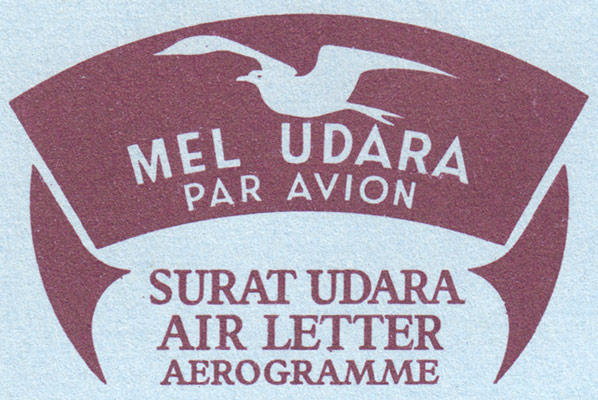 MEL UDARA
PAR AVION
SURAT UDARA
AIR LETTER
AEROGRAMME